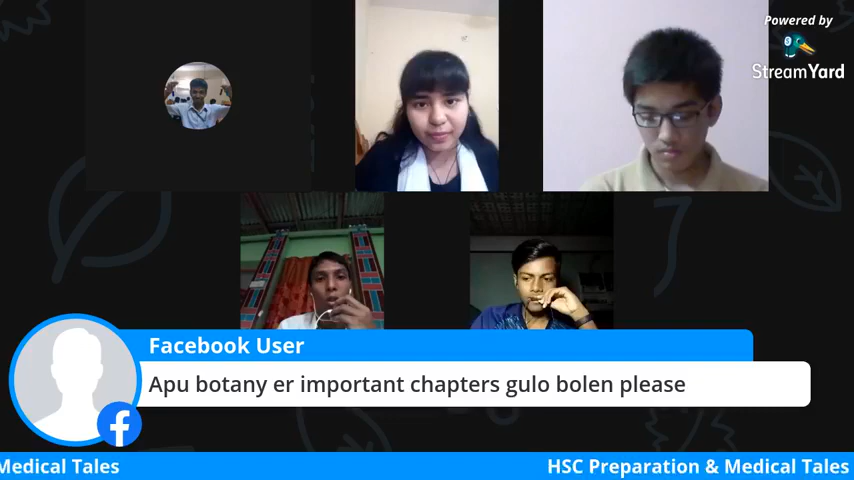 Powered by
StreamYard
Facebook User
Apu botany er important chapters gulo bolen please
Medical Tales
HSC Preparation & Medical Tales